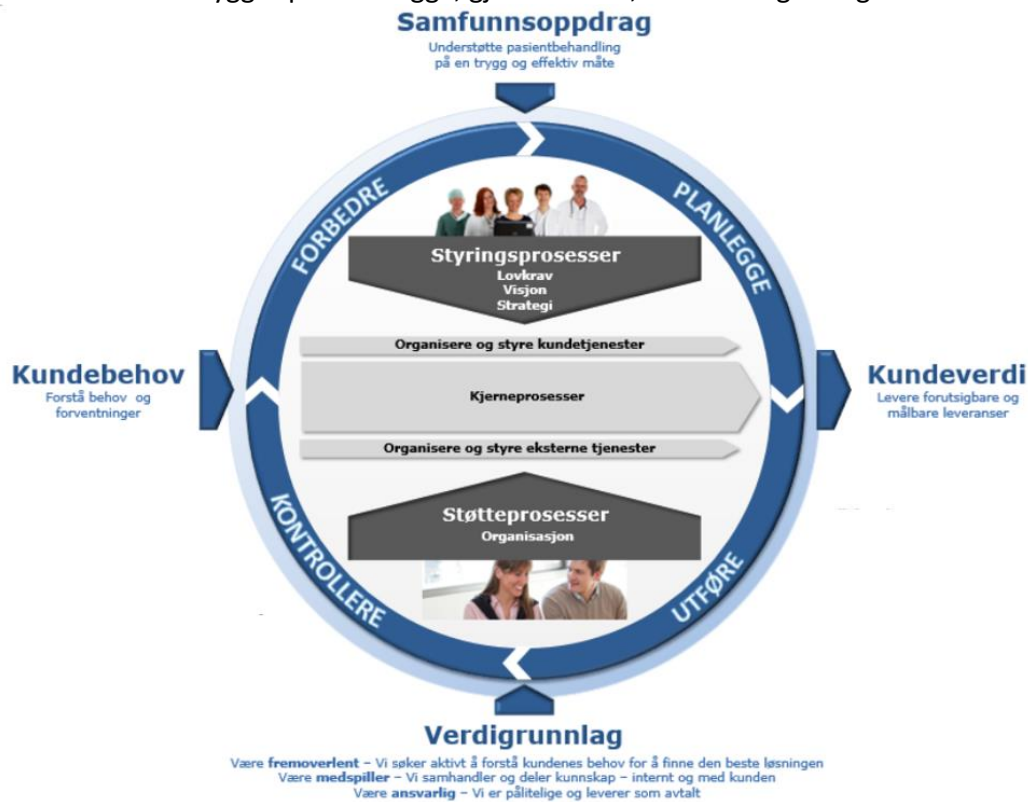 Samfunnsoppdrag
Understøtte pasientbehandling
på en trygg og effektiv måte
FORBEDRE
PLANLEGGE
Styringsprosesser
Lovkrav
Visjon
Strategi
Organisere og styre kundetjenester
Kundebehov
Forstå behov og
forventninger
Kjerneprosesser
Kundeverdi
Levere forutsigbare og
målbare leveranser
Organisere og styre eksterne tjenester
Støtteprosesser
Organisasjon
KONTROLLERE
UTFØRE
Verdigrunnlag
Være fremoverlent – Vi søker aktivt å forstå kundenes behov for å finne den beste løsningen
Være medspiller – Vi samhandler og deler kunnskap – internt og med kunden
Være ansvarlig – Vi er pålitelige og leverer som avtalt